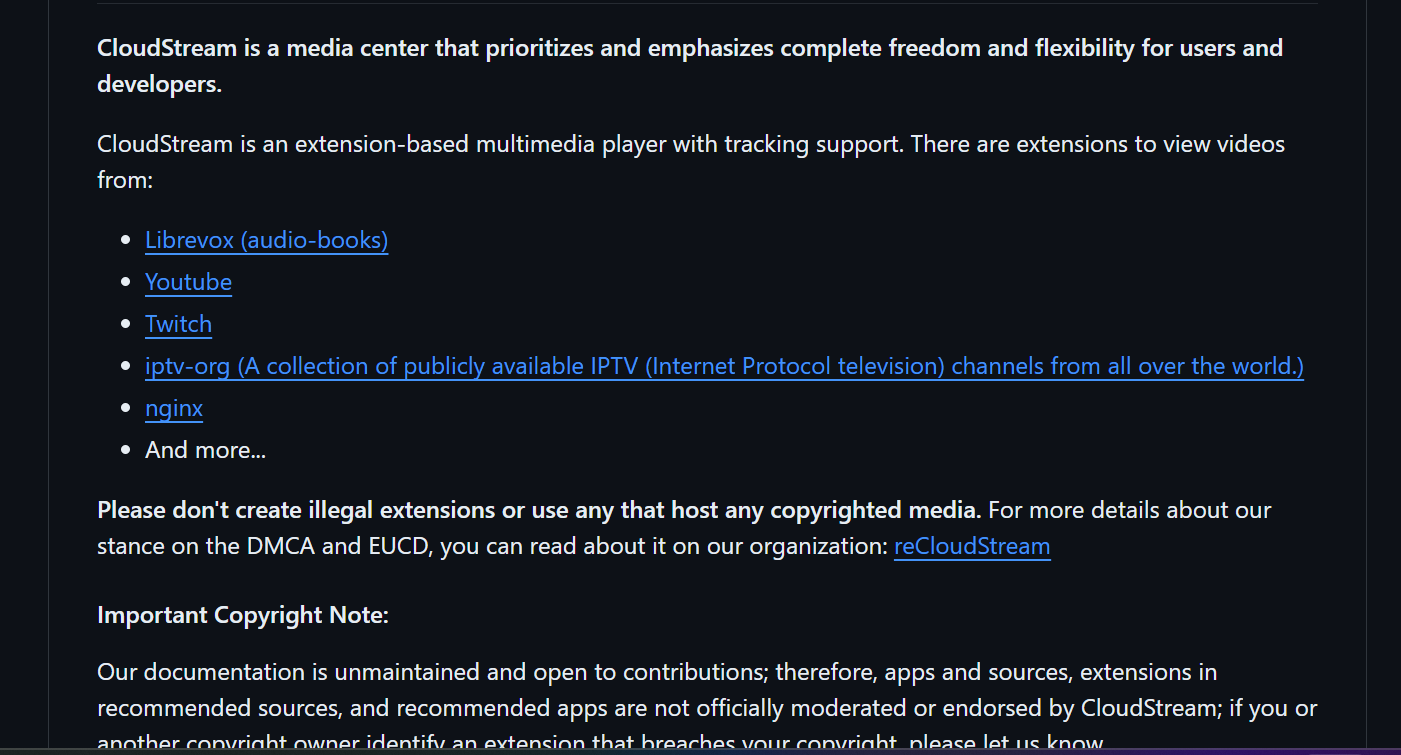 CloudStream is a media center that prioritizes and emphasizes complete freedom and flexibility for users and
developers.
CloudStream is an extension-based multimedia player with tracking support. There are extensions to view videos
from:
Librevox (audio-books)
Youtube
Twitch
iptv-org (A collection of publicly available IPTV (Internet Protocol television) channels from all over the world.)
nginx
And more...
Please don't create illegal extensions or use any that host any copyrighted media. For more details about our
stance on the DMCA and EUCD, you can read about it on our organization: reCloudStream
Important Copyright Note:
Our documentation is unmaintained and open to contributions; therefore, apps and sources, extensions in
recommended sources, and recommended apps are not officially moderated or endorsed by CloudStream; if you or
another copyright owner identify an extension that breaches your copyright, please let us know.